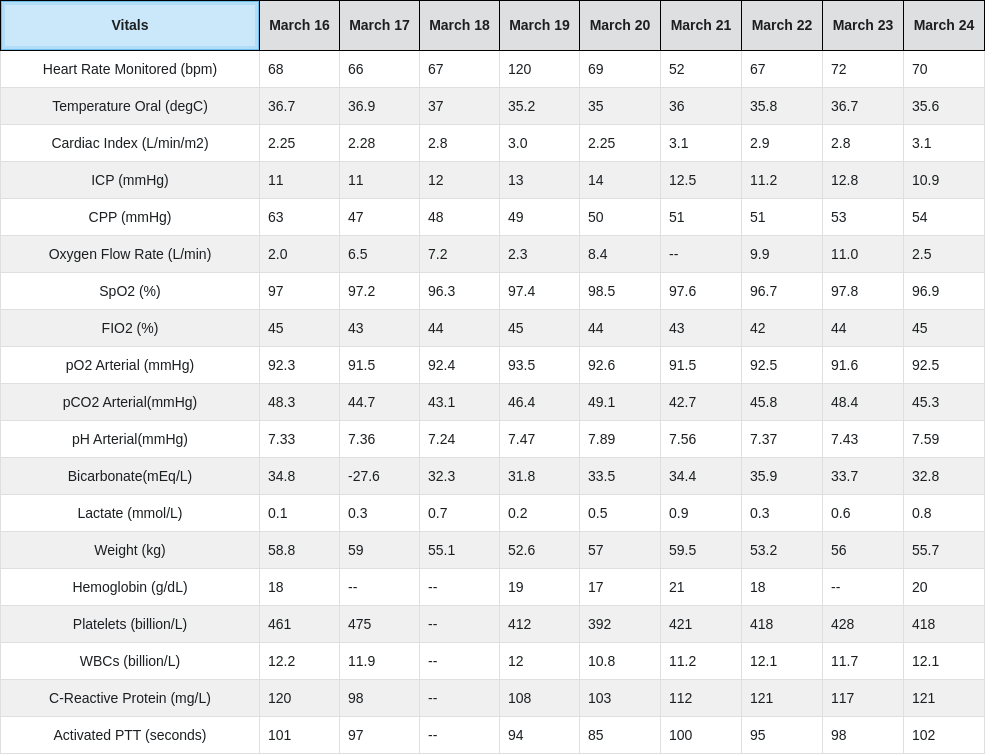 Vitals March 16 March 17 March 18 March 19 March 20 March 21 March 22 March 23 March 24
Heart Rate Monitored (bpm) 68 66 67 120 69 52 67 72 70
Temperature Oral (degC) 36.7 36.9 37 35.2 35 36 35.8 36.7 35.6
Cardiac Index (L/min/m2) 2.25 2.28 2.8 3.0 2.25 3.1 2.9 2.8 3.1
ICP (mmHg) 11 11 12 13 14 12.5 11.2 12.8 10.9
CPP (mmHg) 63 47 48 49 50 51 51 53 54
Oxygen Flow Rate (L/min) 2.0 6.5 7.2 2.3 8.4 -- 9.9 11.0 2.5
SpO2 (%) 97 97.2 96.3 97.4 98.5 97.6 96.7 97.8 96.9
FIO2 (%) 45 43 44 45 44 43 42 44 45
pO2 Arterial (mmHg) 92.3 91.5 92.4 93.5 92.6 91.5 92.5 91.6 92.5
pCO2 Arterial(mmHg) 48.3 44.7 43.1 46.4 49.1 42.7 45.8 48.4 45.3
pH Arterial(mmHg) 7.33 7.36 7.24 7.47 7.89 7.56 7.37 7.43 7.59
Bicarbonate(mEq/L) 34.8 -27.6 32.3 31.8 33.5 34.4 35.9 33.7 32.8
Lactate (mmol/L) 0.1 0.3 0.7 0.2 0.5 0.9 0.3 0.6 0.8
Weight (kg) 58.8 59 55.1 52.6 57 59.5 53.2 56 55.7
Hemoglobin (g/dL) 18 -- -- 19 17 21 18 -- 20
Platelets (billion/L) 461 475 -- 412 392 421 418 428 418
WBCs (billion/L) 12.2 11.9 -- 12 10.8 11.2 12.1 11.7 12.1
C-Reactive Protein (mg/L) 120 98 -- 108 103 112 121 117 121
Activated PTT (seconds) 101 97 -- 94 85 100 95 98 102